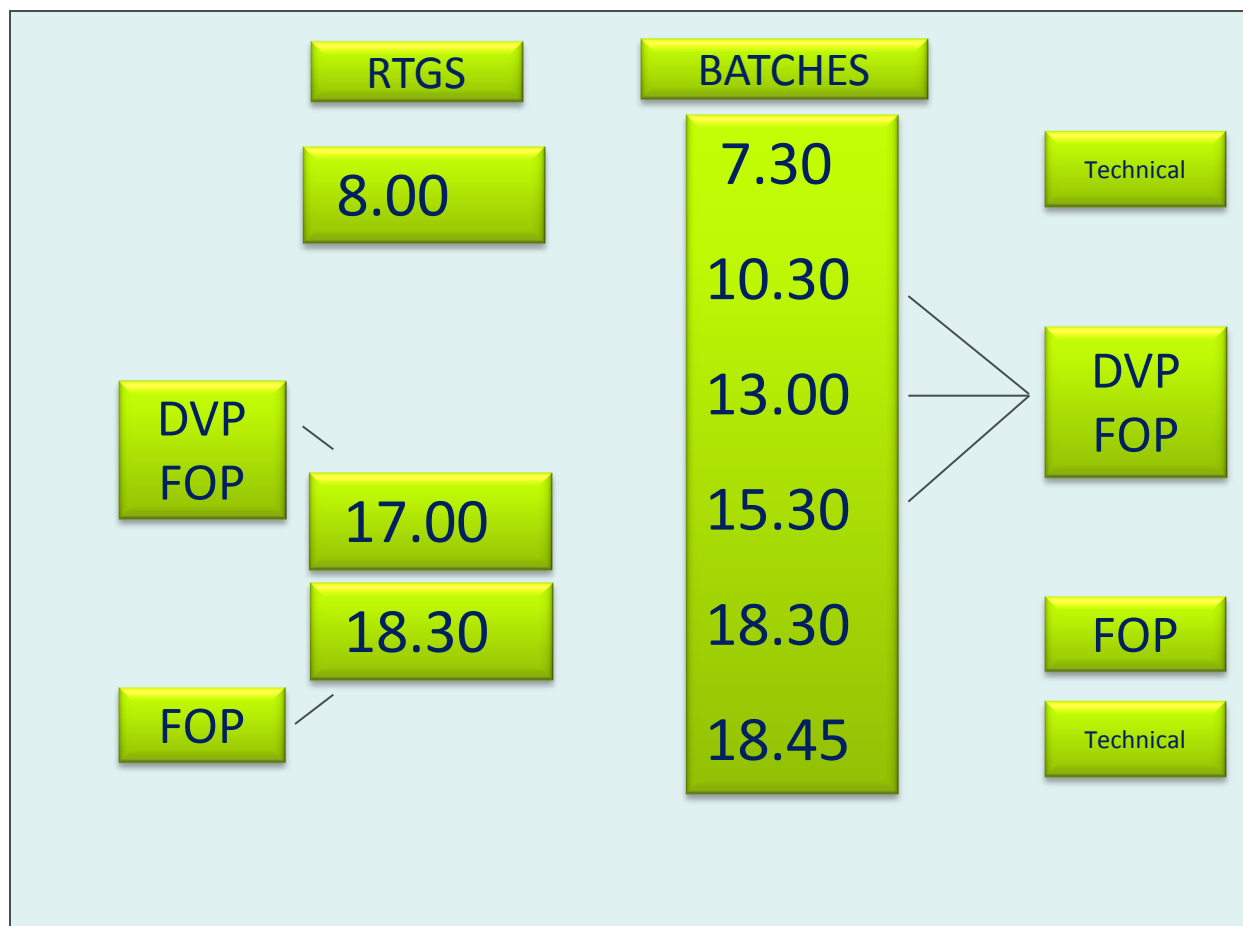 RTGS
BATCHES
8.00
7.30
Technical
10.30
DVP
FOP
13.00
DVP
FOP
17.00
15.30
18.30
18.30
FOP
FOP
18.45
Technical